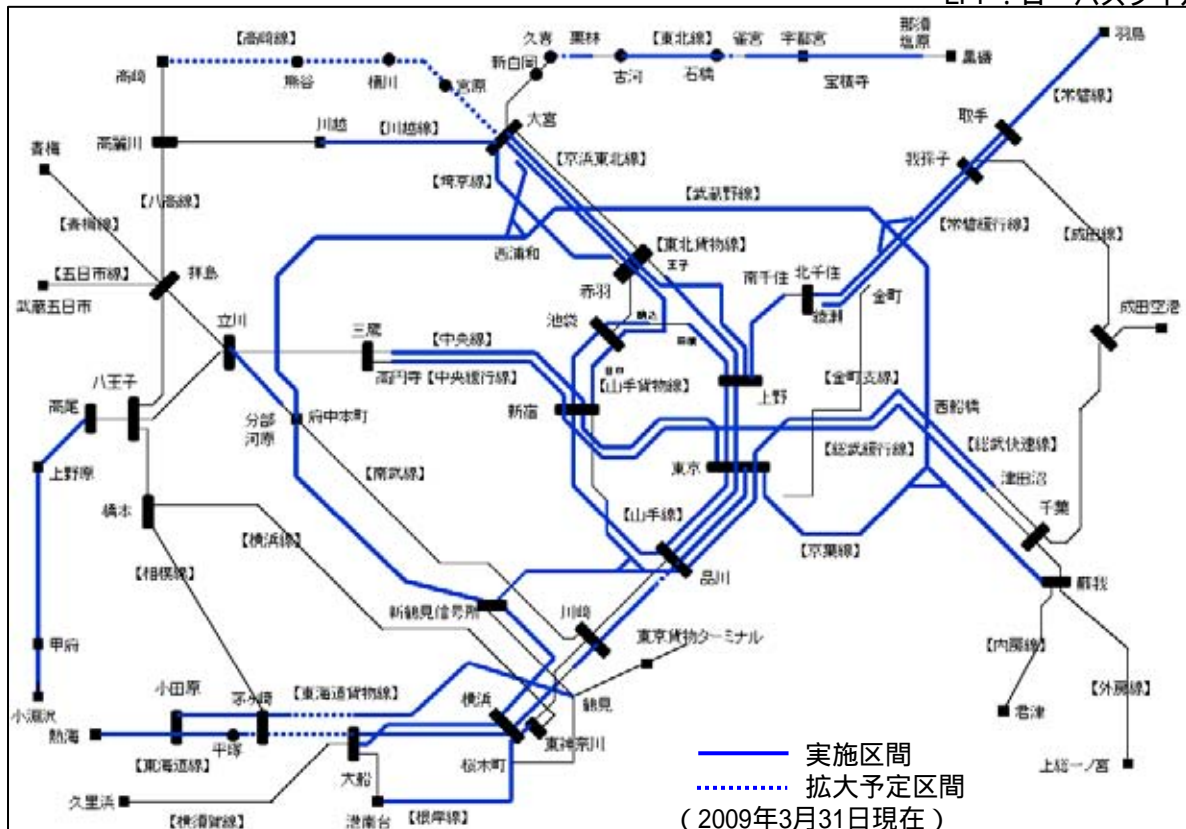 【高崎線】
久喜
栗林
【東北線】
雀宮
宇都宮
那須
塩原
羽鳥
高崎
新白岡
古河
石橋
宝積寺
黒磯
熊谷
桶川
宮原
【常磐線】
取手
川越
【川越線】
大宮
高麗川
青梅
【京浜東北線】
我孫子
【埼京線】
【武蔵野線】
【八高線】
【青梅線】
【常磐緩行線】
【成田線】
西浦和
【東北貨物線】
王子
【五日市線】
拝島
南千住
北千住
金町
武蔵五日市
赤羽
綾瀬
成田空港
池袋
駒込
田端
立川
三鷹
【中央線】
目白
高円寺
【中央緩行線】
【山手貨物線】
上野
【金町支線】
八王子
高尾
新宿
西船橋
分部
河原
府中本町
東京
【総武緩行線】
【総武快速線】
上野原
【南武線】
津田沼
千葉
橋本
【山手線】
【横浜線】
【京葉線】
【相模線】
品川
蘇我
新鶴見信号所
川崎
東京貨物ターミナル
甲府
【内房線】
小田原
茅ヶ崎
【東海道貨物線】
横浜
鶴見
【外房線】
小淵沢
熱海
君津
平塚
東神奈川
【東海道線】
大船
桜木町
実施区間
上総一ノ宮
拡大予定区間
久里浜
【横須賀線】
港南台
【根岸線】
(2009年3月31日現在)